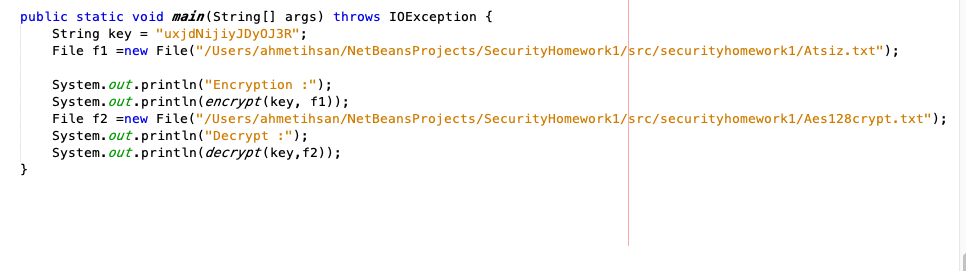 public static void main(String[] args) throws IOException {
String key = "uxjdNijiyJDyOJ3R";
File f1 =new File("/Users/ahmetihsan/NetBeansProjects/SecurityHomework1/src/securityhomework1/Atsiz.txt");
System.out.println("Encryption :");
System.out.println(encrypt(key, f1));
File f2 =new File("/Users/ahmetihsan/NetBeansProjects/SecurityHomework1/src/securityhomework1/Aes128crypt.txt");
System.out.println("Decrypt :");
System.out.println(decrypt(key,f2));
}